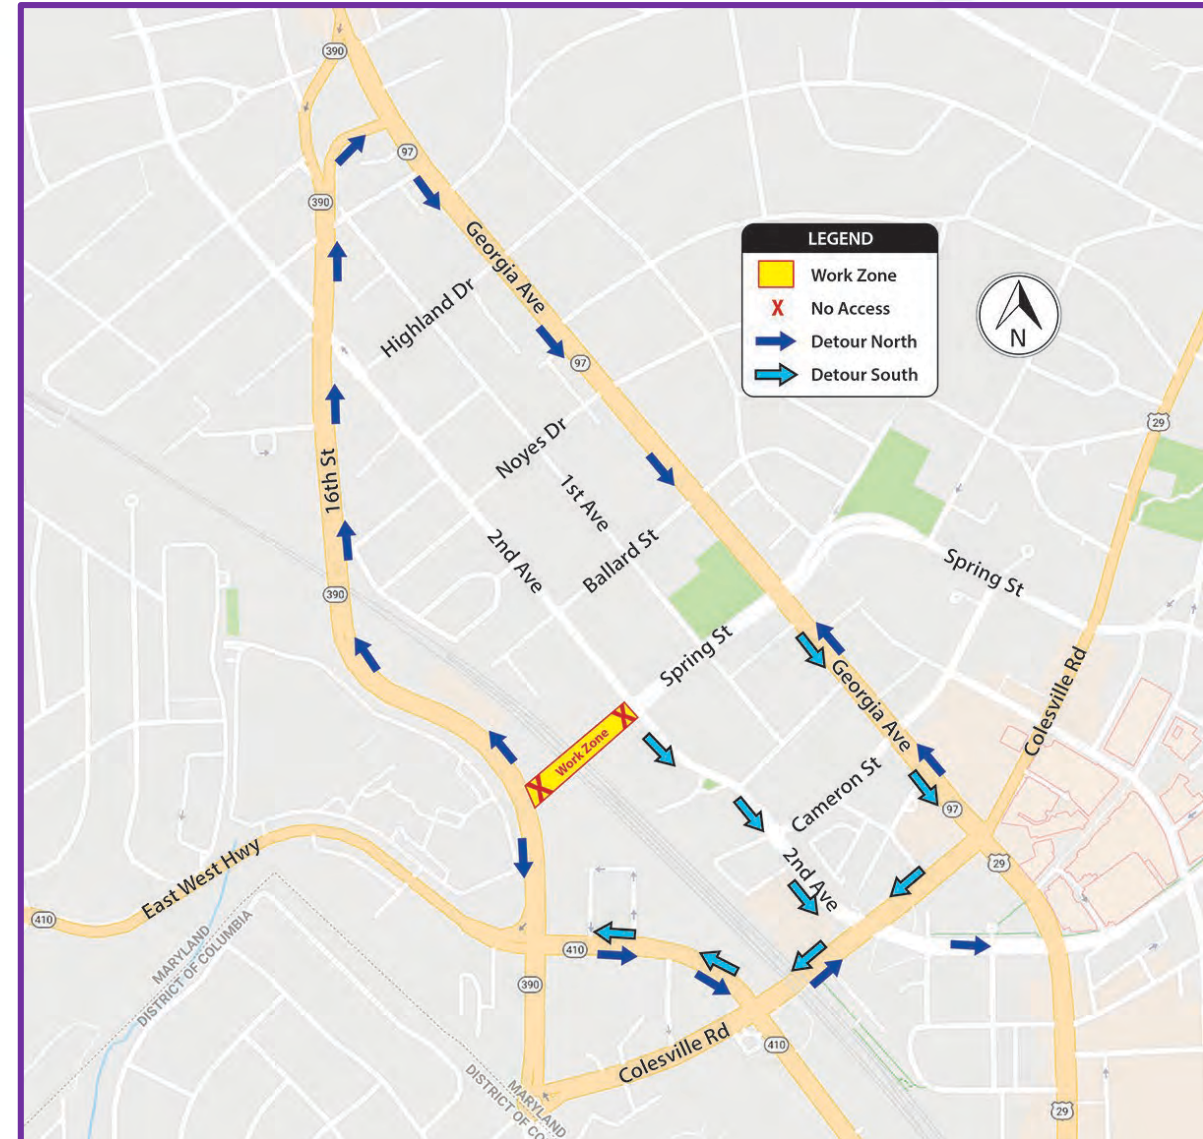 390
97
390
Georgia Ave
Highland Dr
LEGEND
Work Zone
X No Access
Detour North
Detour South
N
97
29
Noyes Dr
16th St
1st Ave
2nd Ave
Ballard St
Spring St
390
Spring St
Georgia Ave
Colesville Rd
X Work Zone X
Cameron St
97
2nd Ave
29
East West Hwy
410
MARYLAND
DISTRICT OF COLUMBIA
410
390
Colesville Rd
410
MARYLAND
DISTRICT OF CO
29